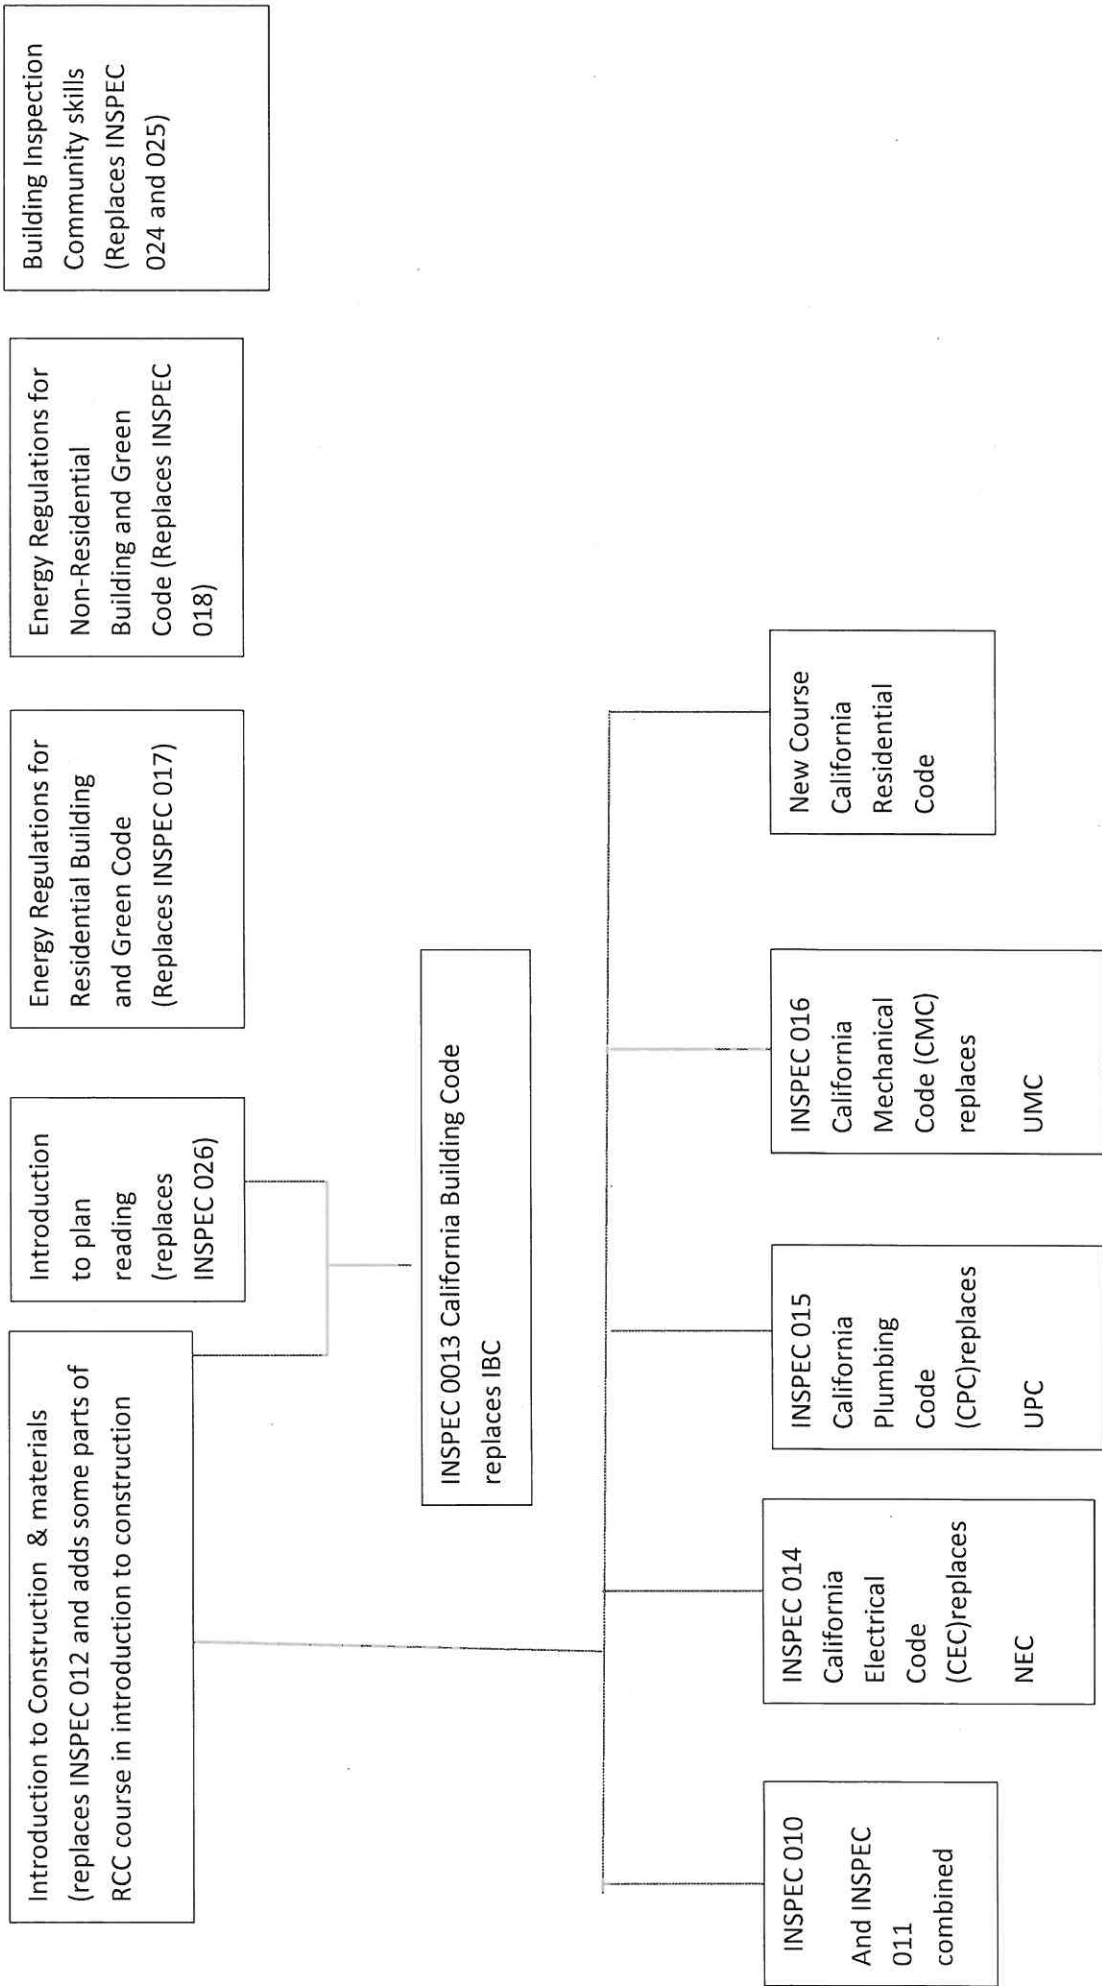 Introduction to Construction & materials
(replaces INSPEC 012 and adds some parts of
RCC course in introduction to construction
Introduction
to plan
reading
(replaces
INSPEC 026)
Energy Regulations for
Residential Building
and Green Code
(Replaces INSPEC 017)
Energy Regulations for
Non-Residential
Building and Green
Code (Replaces INSPEC
018)
Building Inspection
Community skills
(Replaces INSPEC
024 and 025)
INSPEC 0013 California Building Code
replaces IBC
INSPEC 010
And INSPEC
011
combined
INSPEC 014
California
Electrical
Code
(CEC)replaces
NEC
INSPEC 015
California
Plumbing
Code
(CPC)replaces
UPC
INSPEC 016
California
Mechanical
Code (CMC)
replaces
UMC
New Course
California
Residential
Code